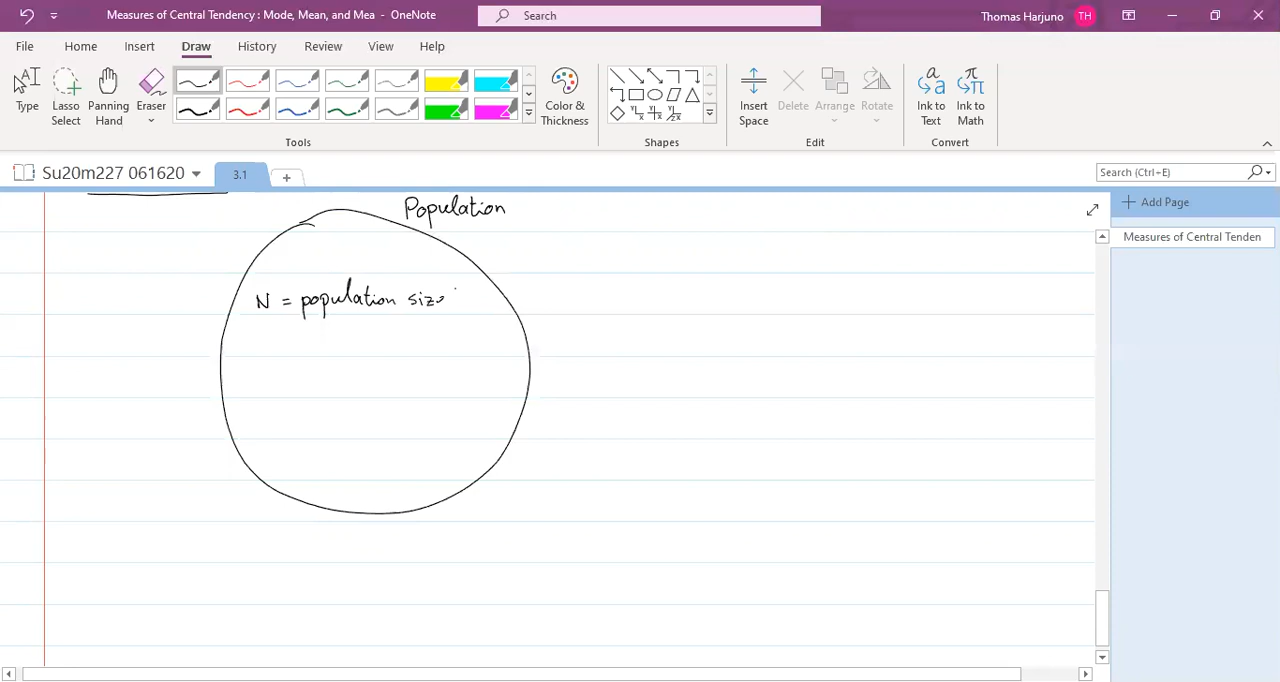 Measures of Central Tendency : Mode, Mean, and Mea - OneNote
Search
Thomas Harjuno TH
File Home Insert Draw History Review View Help
Type
Lasso Select
Panning Hand
Eraser
Color & Thickness
Insert Space
Delete
Arrange
Rotate
Ink to Text
Ink to Math
Tools
Shapes
Edit
Convert
Su20m227 061620
3.1
Search (Ctrl+E)
Add Page
Measures of Central Tenden
Population
N = population size